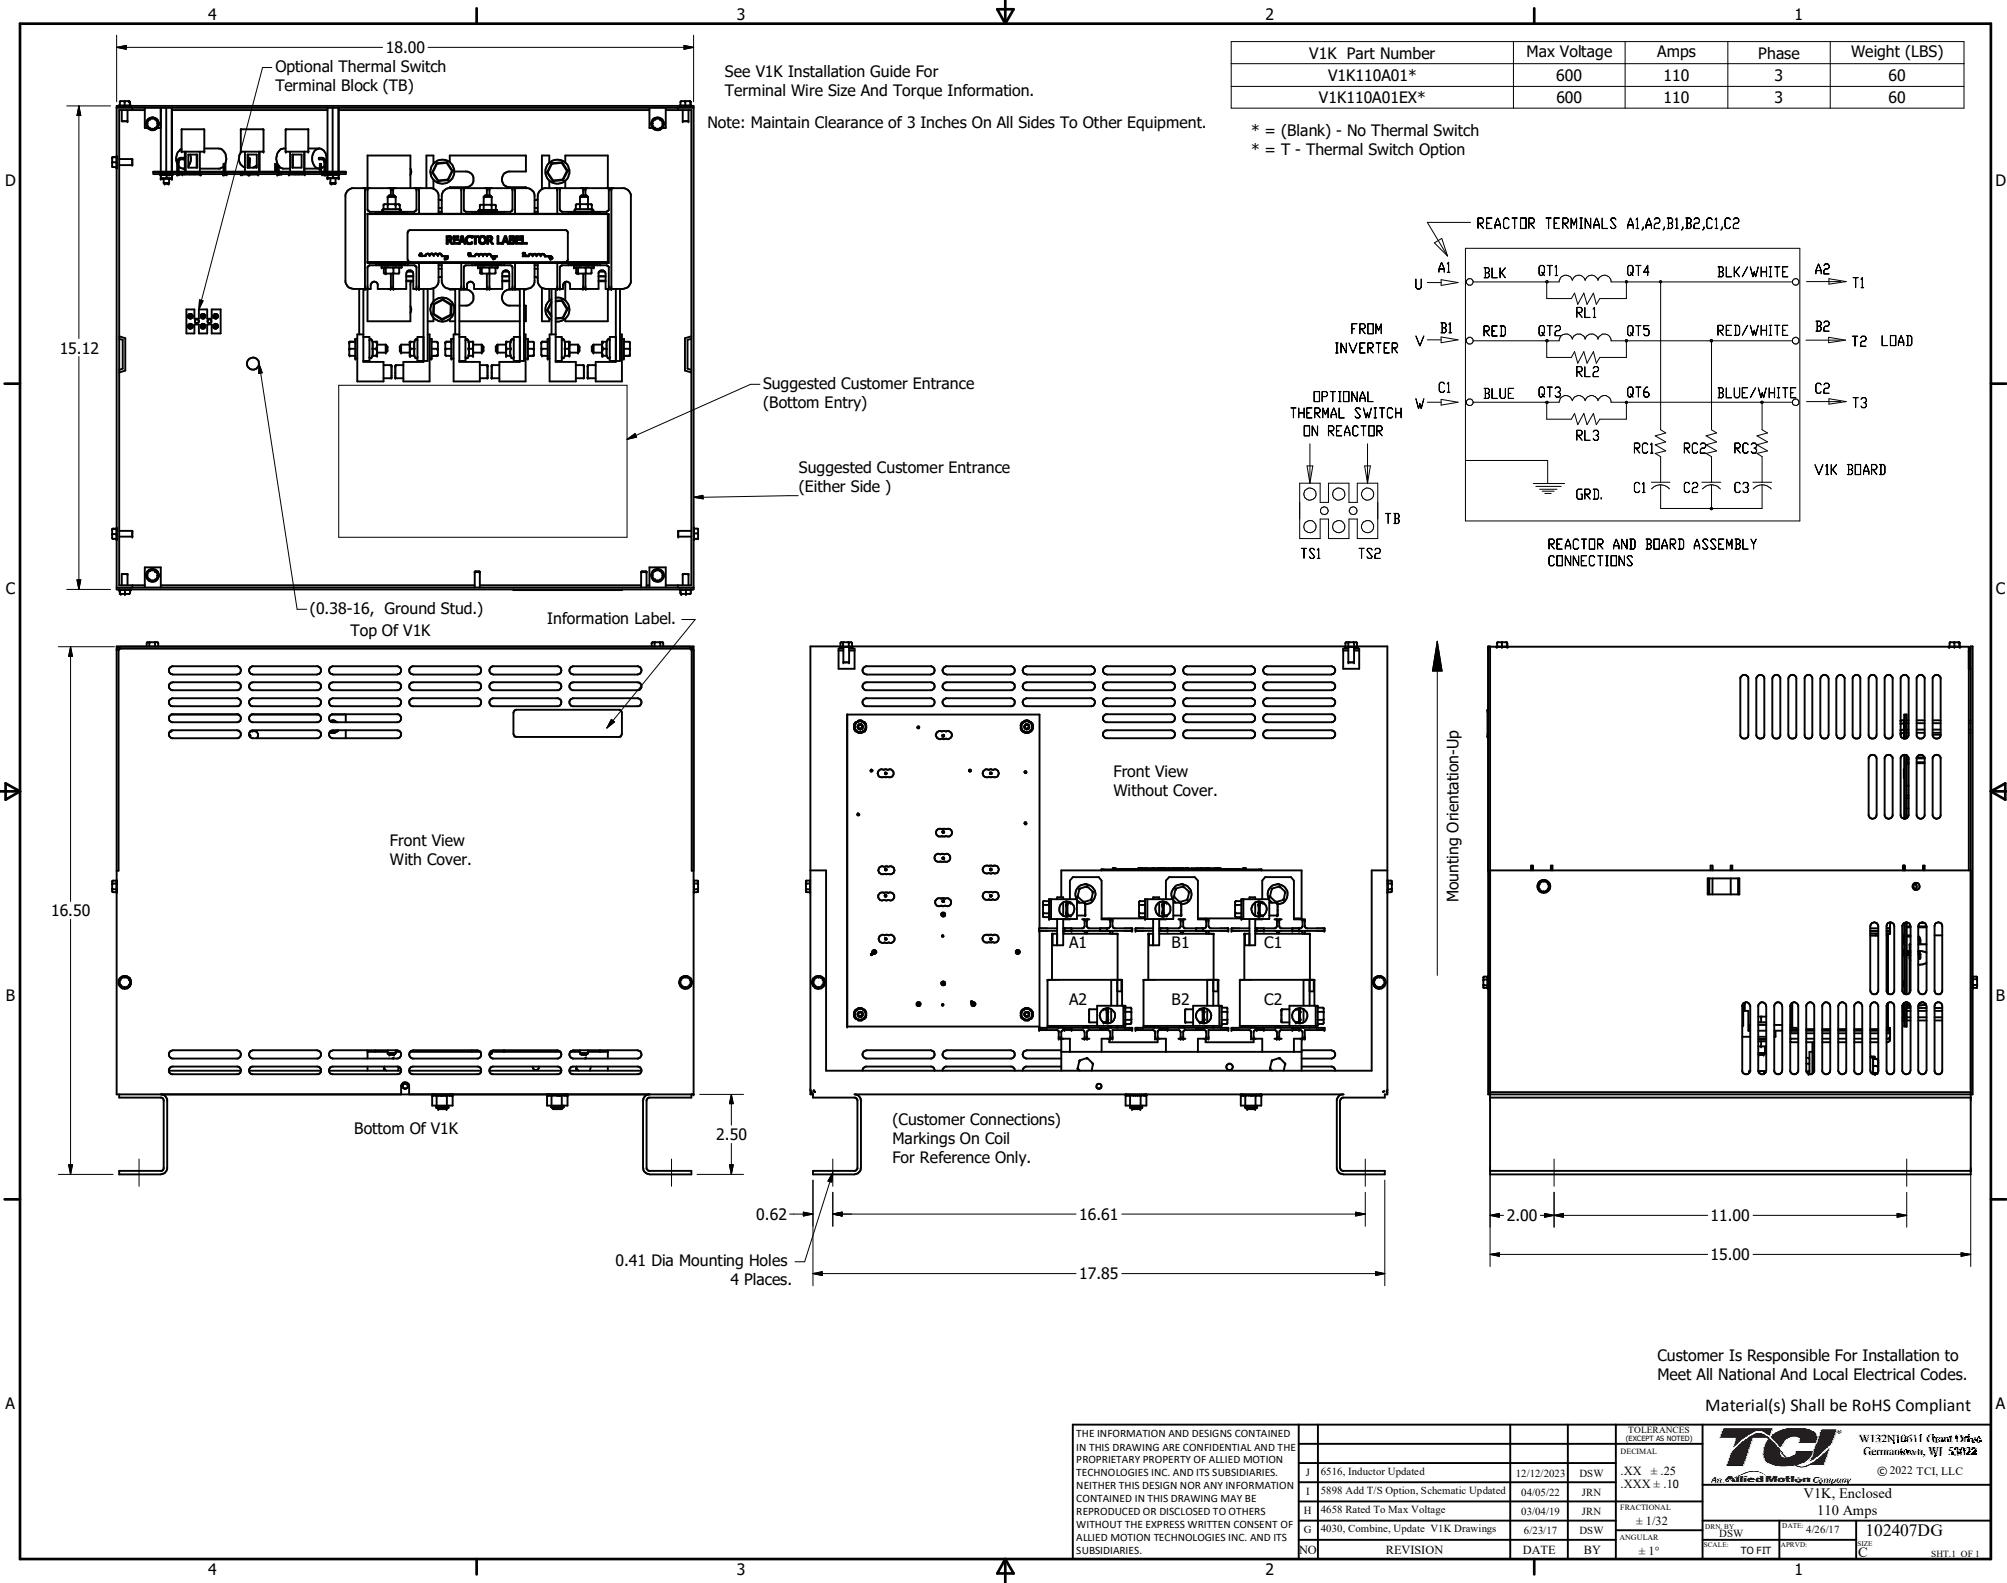 4 3 2 1
18.00
Optional Thermal Switch
Terminal Block (TB)
See V1K Installation Guide For
Terminal Wire Size And Torque Information.
Note: Maintain Clearance of 3 Inches On All Sides To Other Equipment.
V1K Part Number Max Voltage Amps Phase Weight (LBS)
V1K110A01* 600 110 3 60
V1K110A01EX* 600 110 3 60
* = (Blank) - No Thermal Switch
* = T - Thermal Switch Option
D D
REACTOR LABEL
15.12
Suggested Customer Entrance
(Bottom Entry)
Suggested Customer Entrance
(Either Side )
REACTOR TERMINALS A1,A2,B1,B2,C1,C2
A1 BLK QT1 QT4 BLK/WHITE A2
U T1
RL1
FROM
INVERTER
B1 RED QT2 QT5 RED/WHITE B2
V T2 LOAD
RL2
C1 BLUE QT3 QT6 BLUE/WHITE C2
W T3
RL3
OPTIONAL
THERMAL SWITCH
ON REACTOR
RC1 RC2 RC3
V1K BOARD
GRD. C1 C2 C3
TB
TS1 TS2
REACTOR AND BOARD ASSEMBLY
CONNECTIONS
C C
(0.38-16, Ground Stud.)
Top Of V1K
Information Label.
Front View
With Cover.
16.50
Bottom Of V1K
2.50
Front View
Without Cover.
A1 B1 C1
A2 B2 C2
Mounting Orientation-Up
B B
(Customer Connections)
Markings On Coil
For Reference Only.
0.62 16.61
0.41 Dia Mounting Holes
4 Places.
17.85
2.00 11.00
15.00
Customer Is Responsible For Installation to
Meet All National And Local Electrical Codes.
A A
Material(s) Shall be RoHS Compliant
THE INFORMATION AND DESIGNS CONTAINED
IN THIS DRAWING ARE CONFIDENTIAL AND THE
PROPRIETARY PROPERTY OF ALLIED MOTION
TECHNOLOGIES INC. AND ITS SUBSIDIARIES.
NEITHER THIS DESIGN NOR ANY INFORMATION
CONTAINED IN THIS DRAWING MAY BE
REPRODUCED OR DISCLOSED TO OTHERS
WITHOUT THE EXPRESS WRITTEN CONSENT OF
ALLIED MOTION TECHNOLOGIES INC. AND ITS
SUBSIDIARIES.
J 6516, Inductor Updated 12/12/2023 DSW
I 5898 Add T/S Option, Schematic Updated 04/05/22 JRN
H 4658 Rated To Max Voltage 03/04/19 JRN
G 4030, Combine, Update V1K Drawings 6/23/17 DSW
NO REVISION DATE BY
TOLERANCES
(EXCEPT AS NOTED)
DECIMAL
.XX ± .25
.XXX ± .10
FRACTIONAL
± 1/32
ANGULAR
± 1°
TCI®
An Allied Motion Company
W132N10611 Grant Drive
Germantown, WI 53022
© 2022 TCI, LLC
V1K, Enclosed
110 Amps
DRN. BY DSW DATE: 4/26/17 102407DG
SCALE: TO FIT APRVD: SIZE C SHT.1 OF 1
4 3 2 1